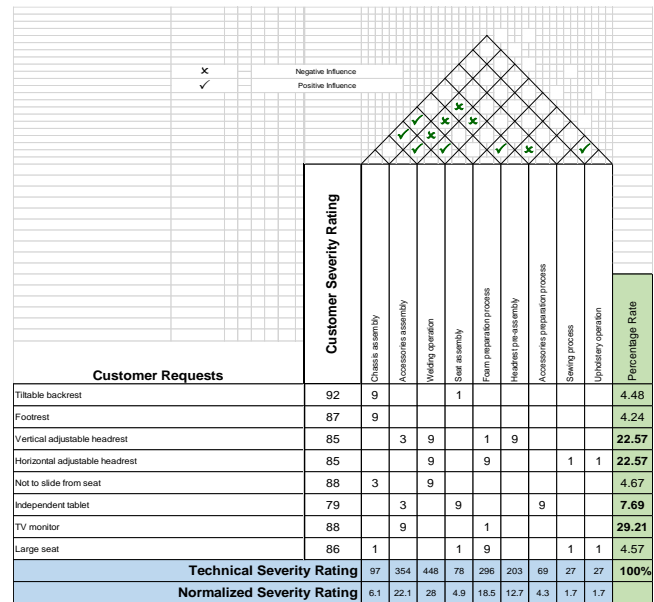 Negative Influence
Positive Influence
Customer Severity Rating
Chassis assembly
Accessories assembly
Welding operation
Seat assembly
Foam preparation process
Headrest pre-assembly
Accessories preparation process
Sewing process
Upholstery operation
Percentage Rate
Customer Requests
Tiltable backrest 92 9 1 4.48
Footrest 87 9 4.24
Vertical adjustable headrest 85 3 9 1 9 22.57
Horizontal adjustable headrest 85 9 9 1 1 22.57
Not to slide from seat 88 3 9 4.67
Independent tablet 79 3 9 9 7.69
TV monitor 88 9 1 29.21
Large seat 86 1 1 9 1 1 4.57
Technical Severity Rating 97 354 448 78 296 203 69 27 27 100%
Normalized Severity Rating 6.1 22.1 28 4.9 18.5 12.7 4.3 1.7 1.7